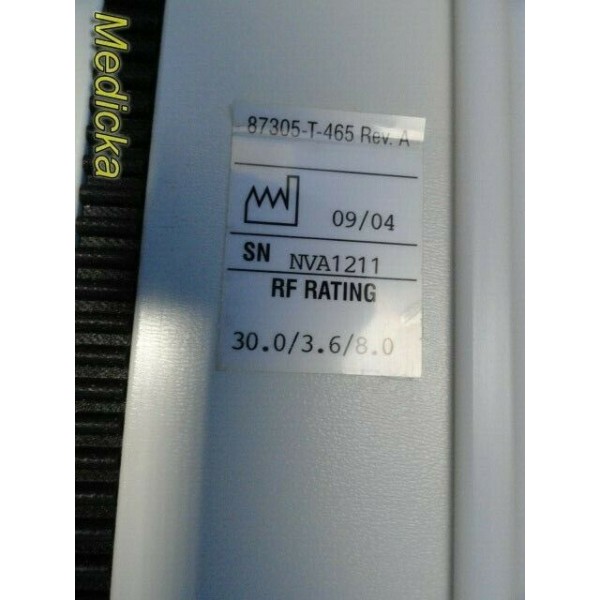 Medicka
87305-T-465 Rev. A
09/04
SN NVA1211
RF RATING
30.0/3.6/8.0